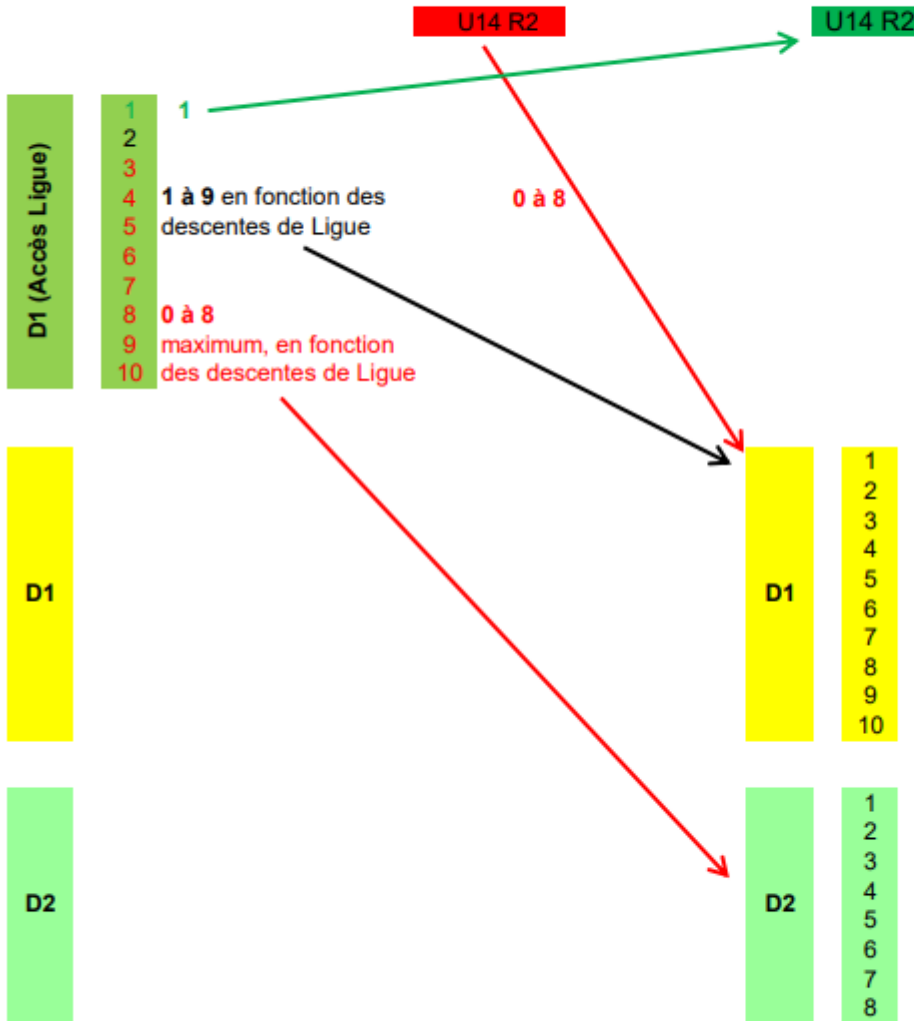 U14 R2
U14 R2
D1 (Accès Ligue)
1 1
2
3
4 1 à 9 en fonction des
0 à 8
5 descentes de Ligue
6
7
8 0 à 8
9 maximum, en fonction
10 des descentes de Ligue
D1
D1
1
2
3
4
5
6
7
8
9
10
D2
D2
1
2
3
4
5
6
7
8